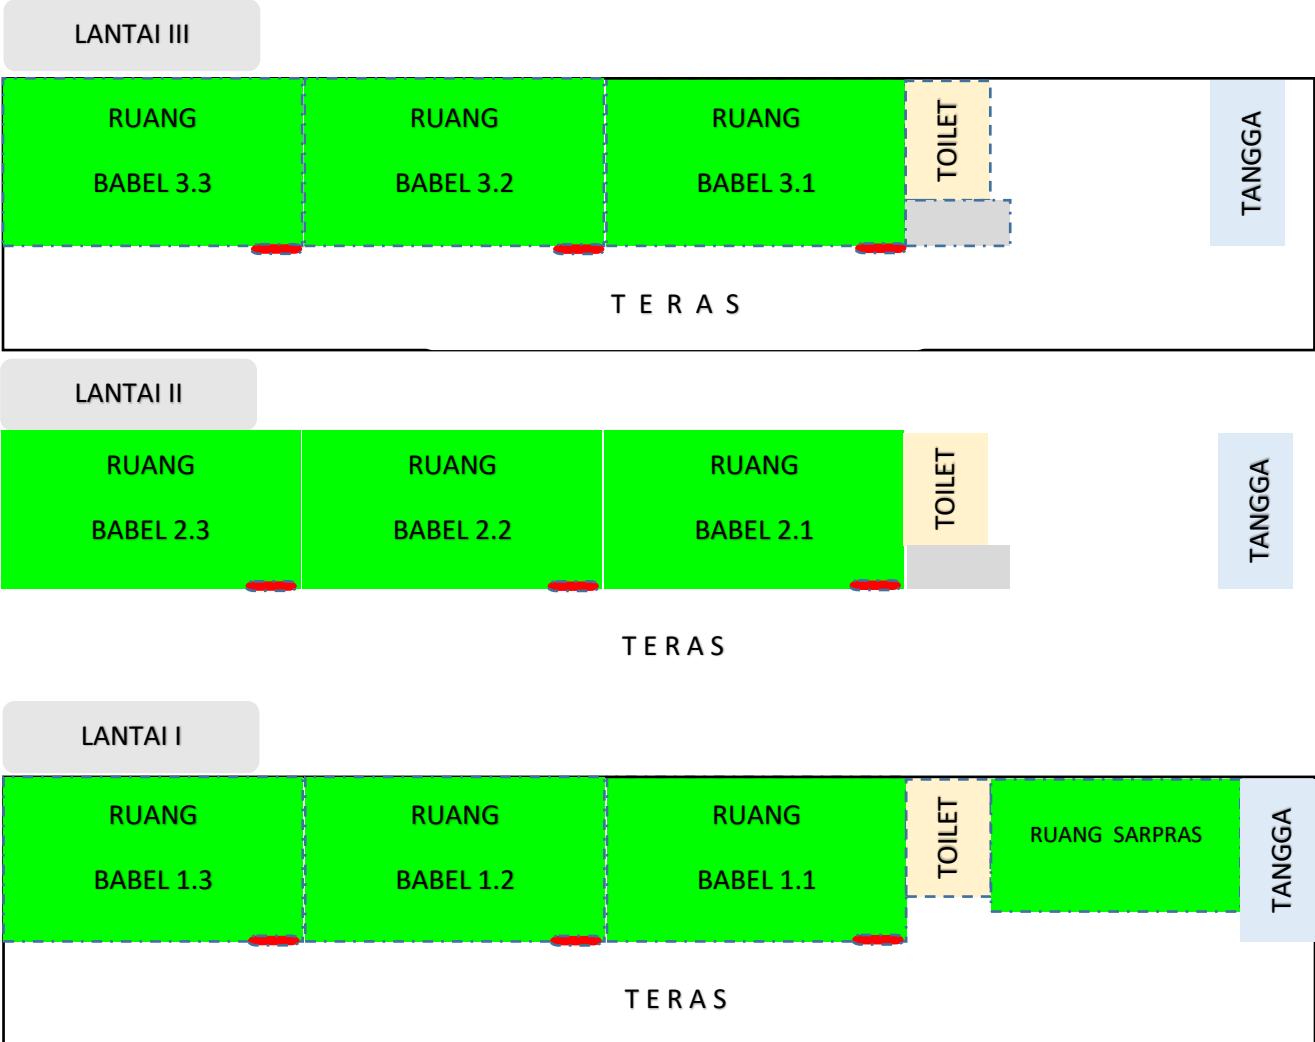 LANTAI III
RUANG
BABEL 3.3
RUANG
BABEL 3.2
RUANG
BABEL 3.1
TOILET
TANGGA
T E R A S
LANTAI II
RUANG
BABEL 2.3
RUANG
BABEL 2.2
RUANG
BABEL 2.1
TOILET
TANGGA
T E R A S
LANTAI I
RUANG
BABEL 1.3
RUANG
BABEL 1.2
RUANG
BABEL 1.1
TOILET
RUANG SARPRAS
TANGGA
T E R A S